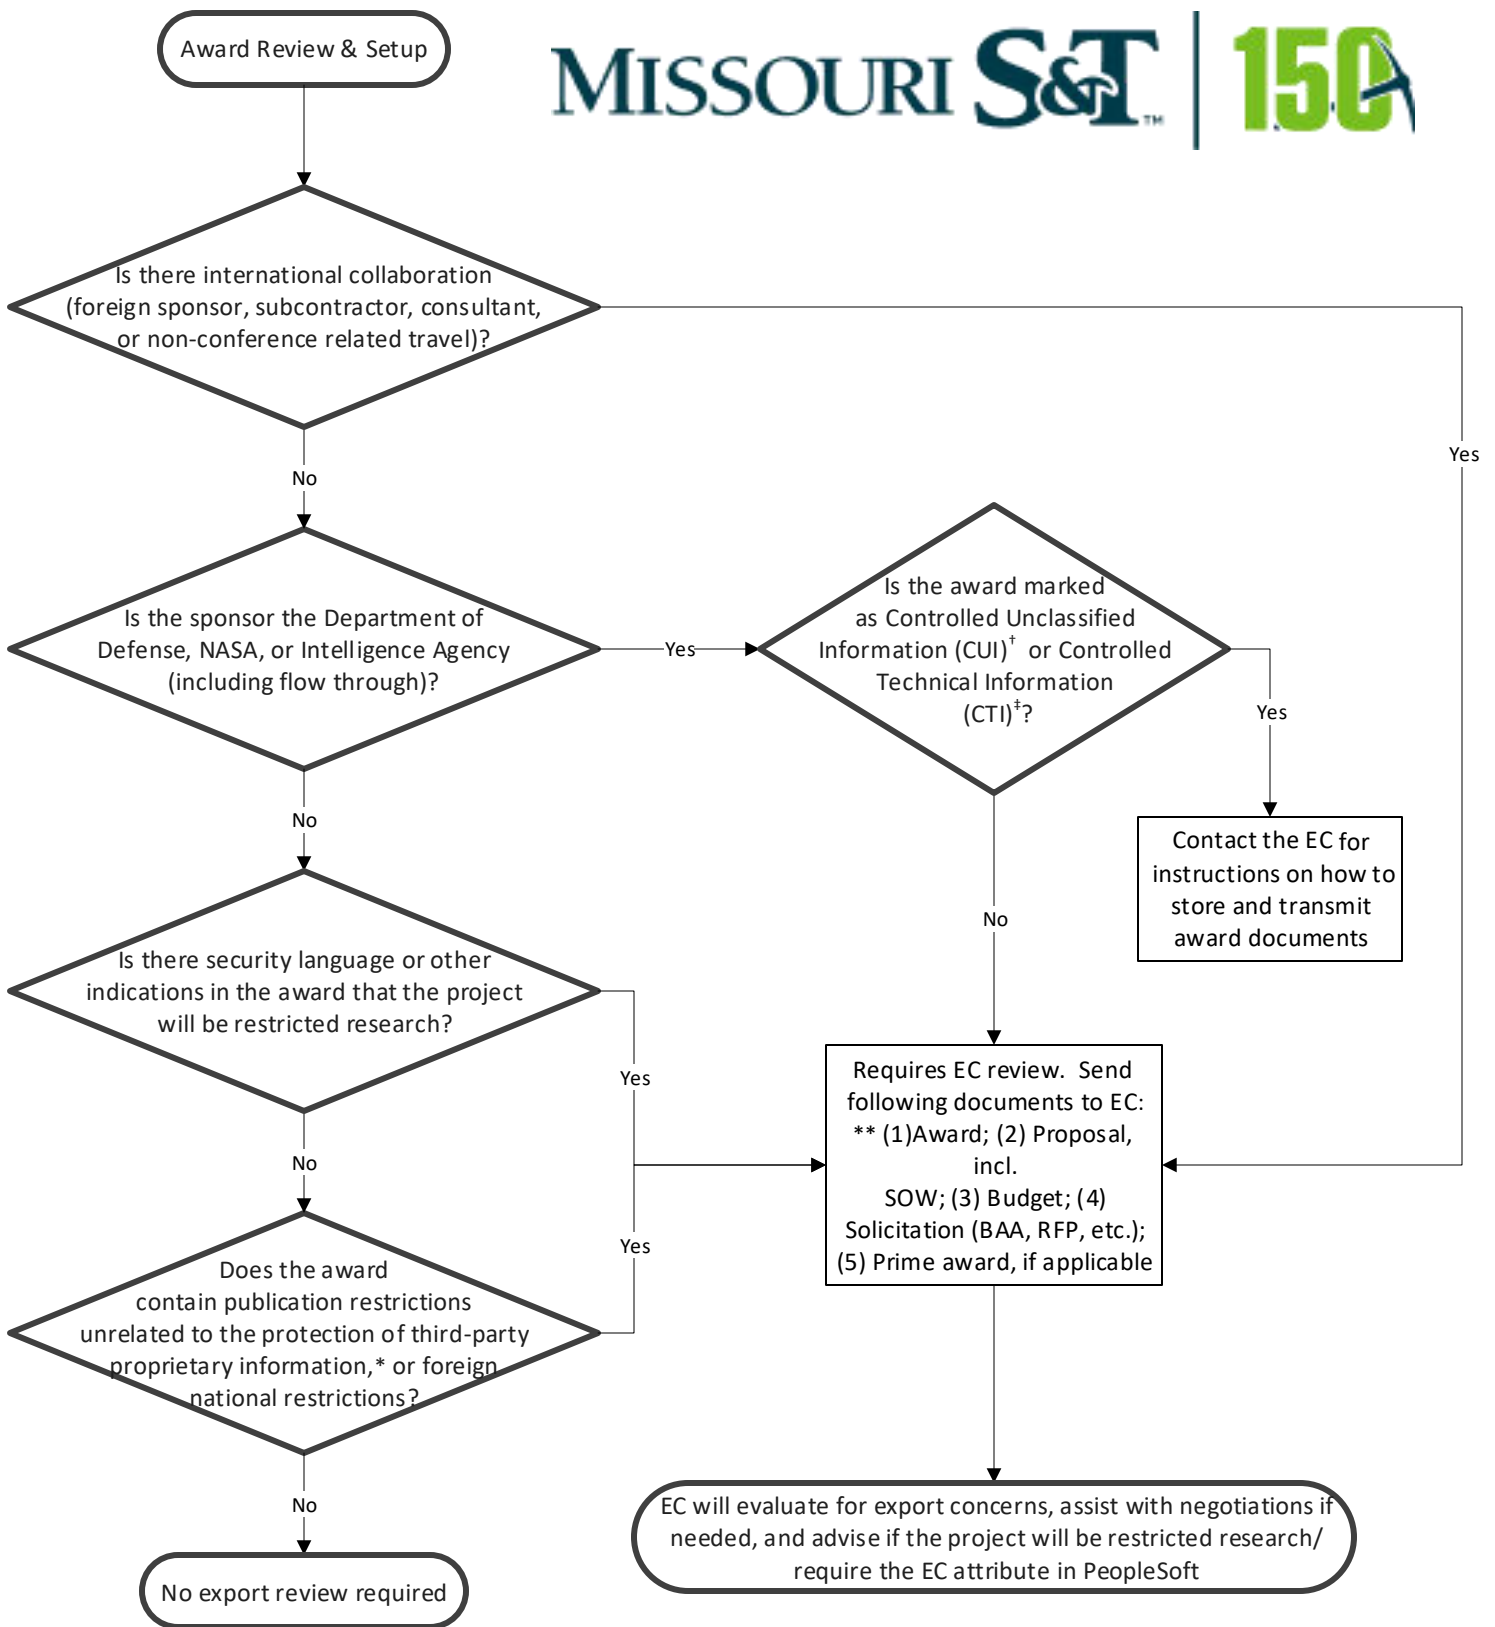 Award Review & Setup
MISSOURI S&T™
150
Is there international collaboration
(foreign sponsor, subcontractor, consultant,
or non-conference related travel)?
Yes
No
Is the sponsor the Department of
Defense, NASA, or Intelligence Agency
(including flow through)?
Yes
Is the award marked
as Controlled Unclassified
Information (CUI)† or Controlled
Technical Information
(CTI)‡?
Yes
No
Contact the EC for
instructions on how to
store and transmit
award documents
No
Is there security language or other
indications in the award that the project
will be restricted research?
Yes
Requires EC review. Send
following documents to EC:
** (1)Award; (2) Proposal,
incl.
SOW; (3) Budget; (4)
Solicitation (BAA, RFP, etc.);
(5) Prime award, if applicable
No
Yes
Does the award
contain publication restrictions
unrelated to the protection of third-party
proprietary information,* or foreign
national restrictions?
No
EC will evaluate for export concerns, assist with negotiations if
needed, and advise if the project will be restricted research/
require the EC attribute in PeopleSoft
No export review required